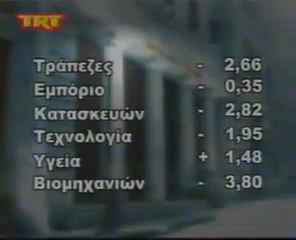 TRT
Τράπεζες - 2,66
Εμπόριο - 0,35
Κατασκευών - 2,82
Τεχνολογία - 1,95
Υγεία + 1,48
Βιομηχανιών - 3,80